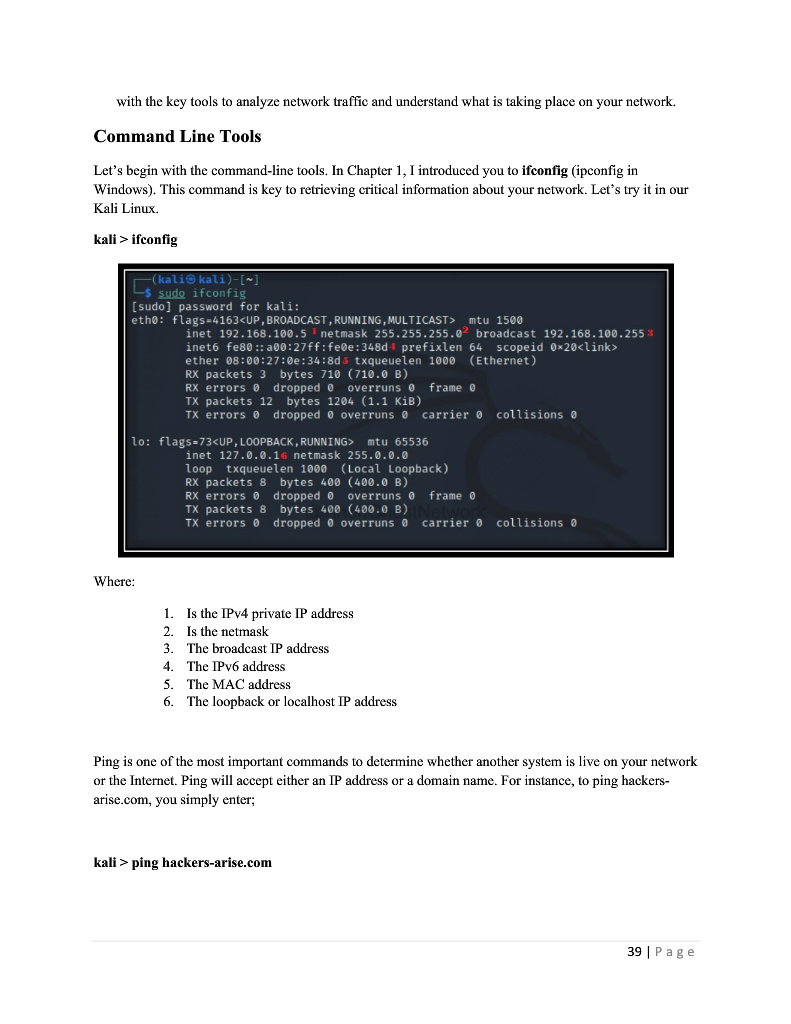 with the key tools to analyze network traffic and understand what is taking place on your network.
Command Line Tools
Let's begin with the command-line tools. In Chapter 1, I introduced you to ifconfig (ipconfig in
Windows). This command is key to retrieving critical information about your network. Let's try it in our
Kali Linux.
kali > ifconfig
┌──(kali㉿kali)-[~]
└─$ sudo ifconfig
[sudo] password for kali:
eth0: flags=4163<UP,BROADCAST,RUNNING,MULTICAST> mtu 1500
inet 192.168.100.5 1 netmask 255.255.255.0 2 broadcast 192.168.100.255 3
inet6 fe80::a00:27ff:fe0e:348d 4 prefixlen 64 scopeid 0×20<link>
ether 08:00:27:0e:34:8d 5 txqueuelen 1000 (Ethernet)
RX packets 3 bytes 710 (710.0 B)
RX errors 0 dropped 0 overruns 0 frame 0
TX packets 12 bytes 1204 (1.1 KiB)
TX errors 0 dropped 0 overruns 0 carrier 0 collisions 0
lo: flags=73<UP,LOOPBACK,RUNNING> mtu 65536
inet 127.0.0.1 6 netmask 255.0.0.0
loop txqueuelen 1000 (Local Loopback)
RX packets 8 bytes 400 (400.0 B)
RX errors 0 dropped 0 overruns 0 frame 0
TX packets 8 bytes 400 (400.0 B)
TX errors 0 dropped 0 overruns 0 carrier 0 collisions 0
Where:
1. Is the IPv4 private IP address
2. Is the netmask
3. The broadcast IP address
4. The IPv6 address
5. The MAC address
6. The loopback or localhost IP address
Ping is one of the most important commands to determine whether another system is live on your network
or the Internet. Ping will accept either an IP address or a domain name. For instance, to ping hackers-
arise.com, you simply enter;
kali > ping hackers-arise.com
39 | Page